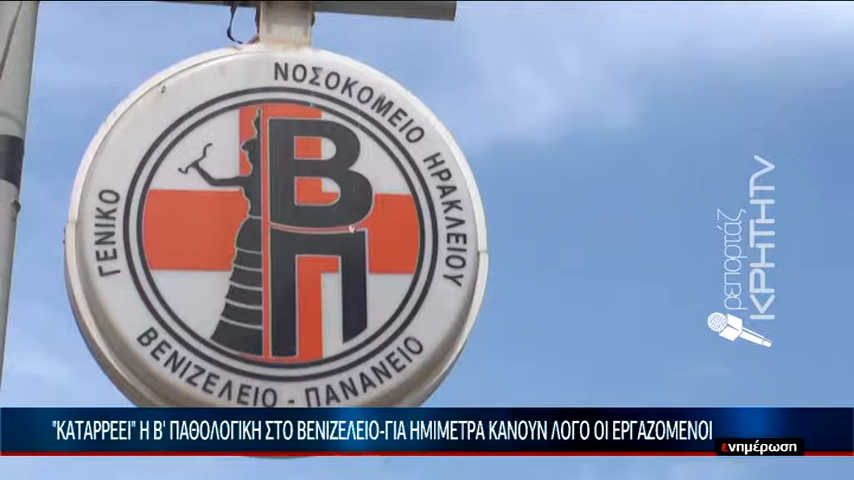 ΓΕΝΙΚΟ ΝΟΣΟΚΟΜΕΙΟ ΗΡΑΚΛΕΙΟΥ
ΒΠ
ΒΕΝΙΖΕΛΕΙΟ - ΠΑΝΑΝΕΙΟ
ρεπορτάζ
ΚΡΗΤΗTV
"ΚΑΤΑΡΡΕΕΙ" Η Β' ΠΑΘΟΛΟΓΙΚΗ ΣΤΟ ΒΕΝΙΖΕΛΕΙΟ-ΓΙΑ ΗΜΙΜΕΤΡΑ ΚΑΝΟΥΝ ΛΟΓΟ ΟΙ ΕΡΓΑΖΟΜΕΝΟΙ
ενημέρωση